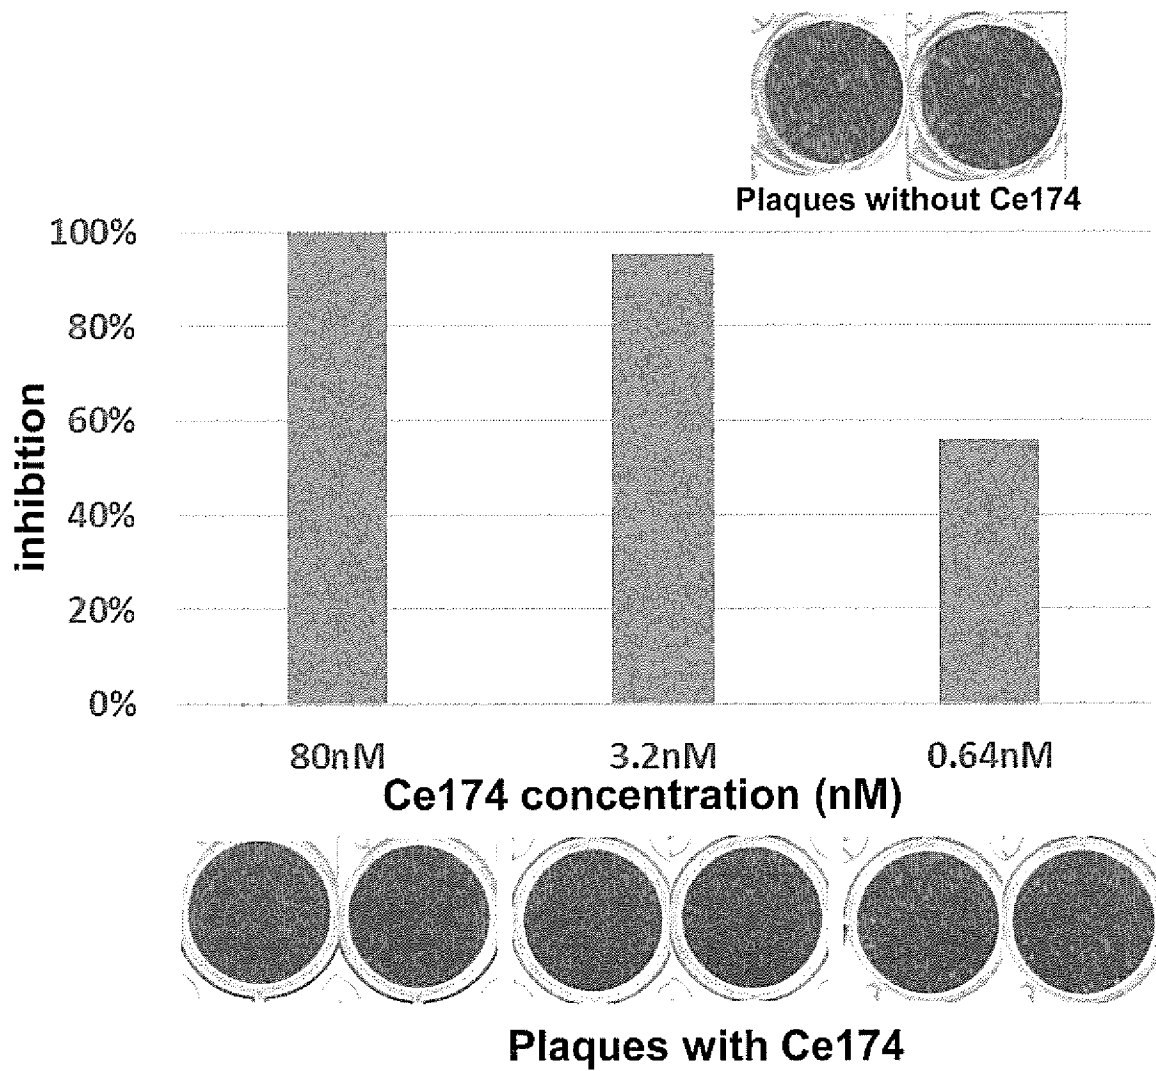 Plaques without Ce174
100%
80%
60%
40%
20%
0%
inhibition
80nM 3.2nM 0.64nM
Ce174 concentration (nM)
Plaques with Ce174